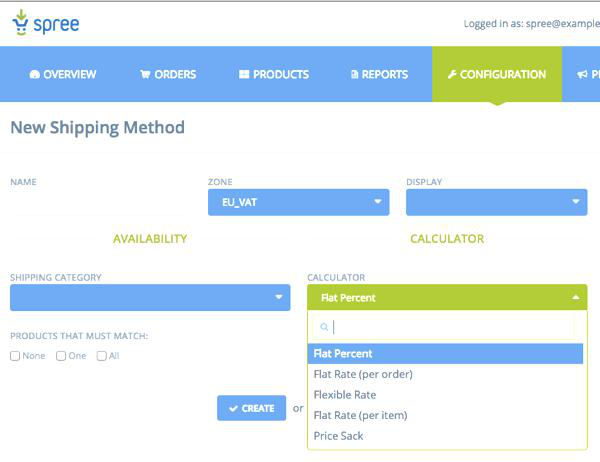 spree
Logged in as: spree@example
OVERVIEW ORDERS PRODUCTS REPORTS CONFIGURATION
New Shipping Method
NAME ZONE DISPLAY
EU_VAT
AVAILABILITY CALCULATOR
SHIPPING CATEGORY CALCULATOR
Flat Percent
PRODUCTS THAT MUST MATCH:
Flat Percent
None One All
Flat Rate (per order)
Flexible Rate
CREATE or
Flat Rate (per item)
Price Sack